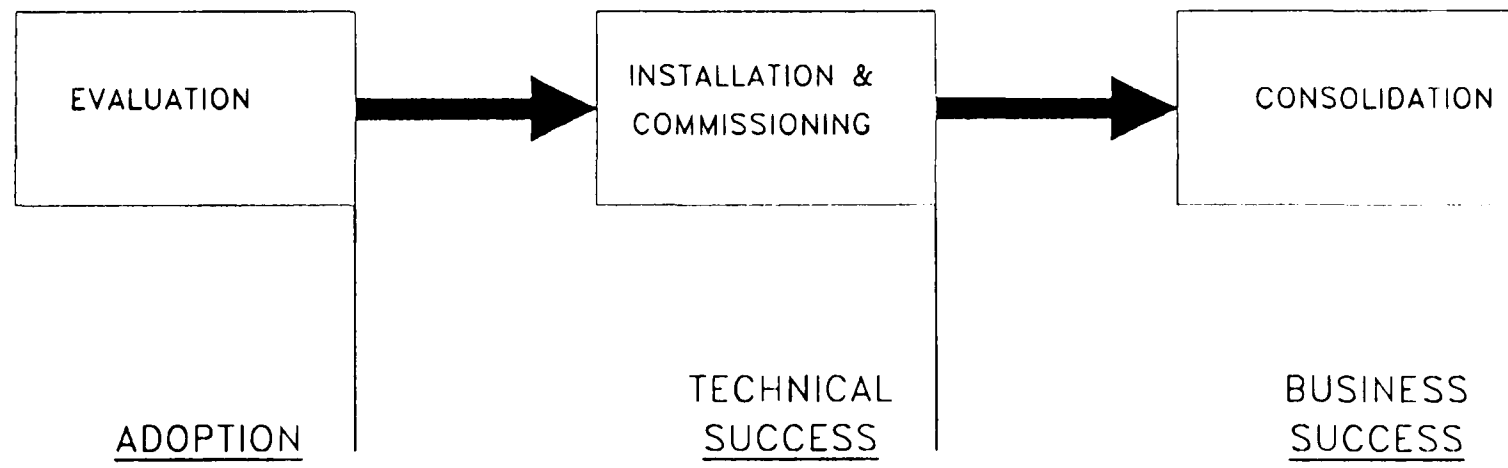 EVALUATION
INSTALLATION &
COMMISSIONING
CONSOLIDATION
ADOPTION
TECHNICAL
SUCCESS
BUSINESS
SUCCESS